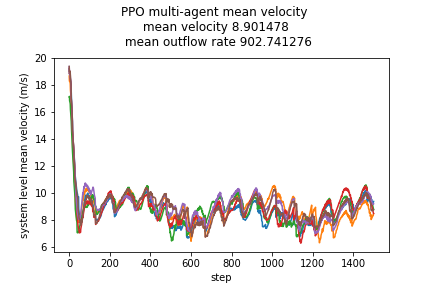 PPO multi-agent mean velocity
mean velocity 8.901478
mean outflow rate 902.741276
system level mean velocity (m/s)
20
18
16
14
12
10
8
6
0 200 400 600 800 1000 1200 1400
step